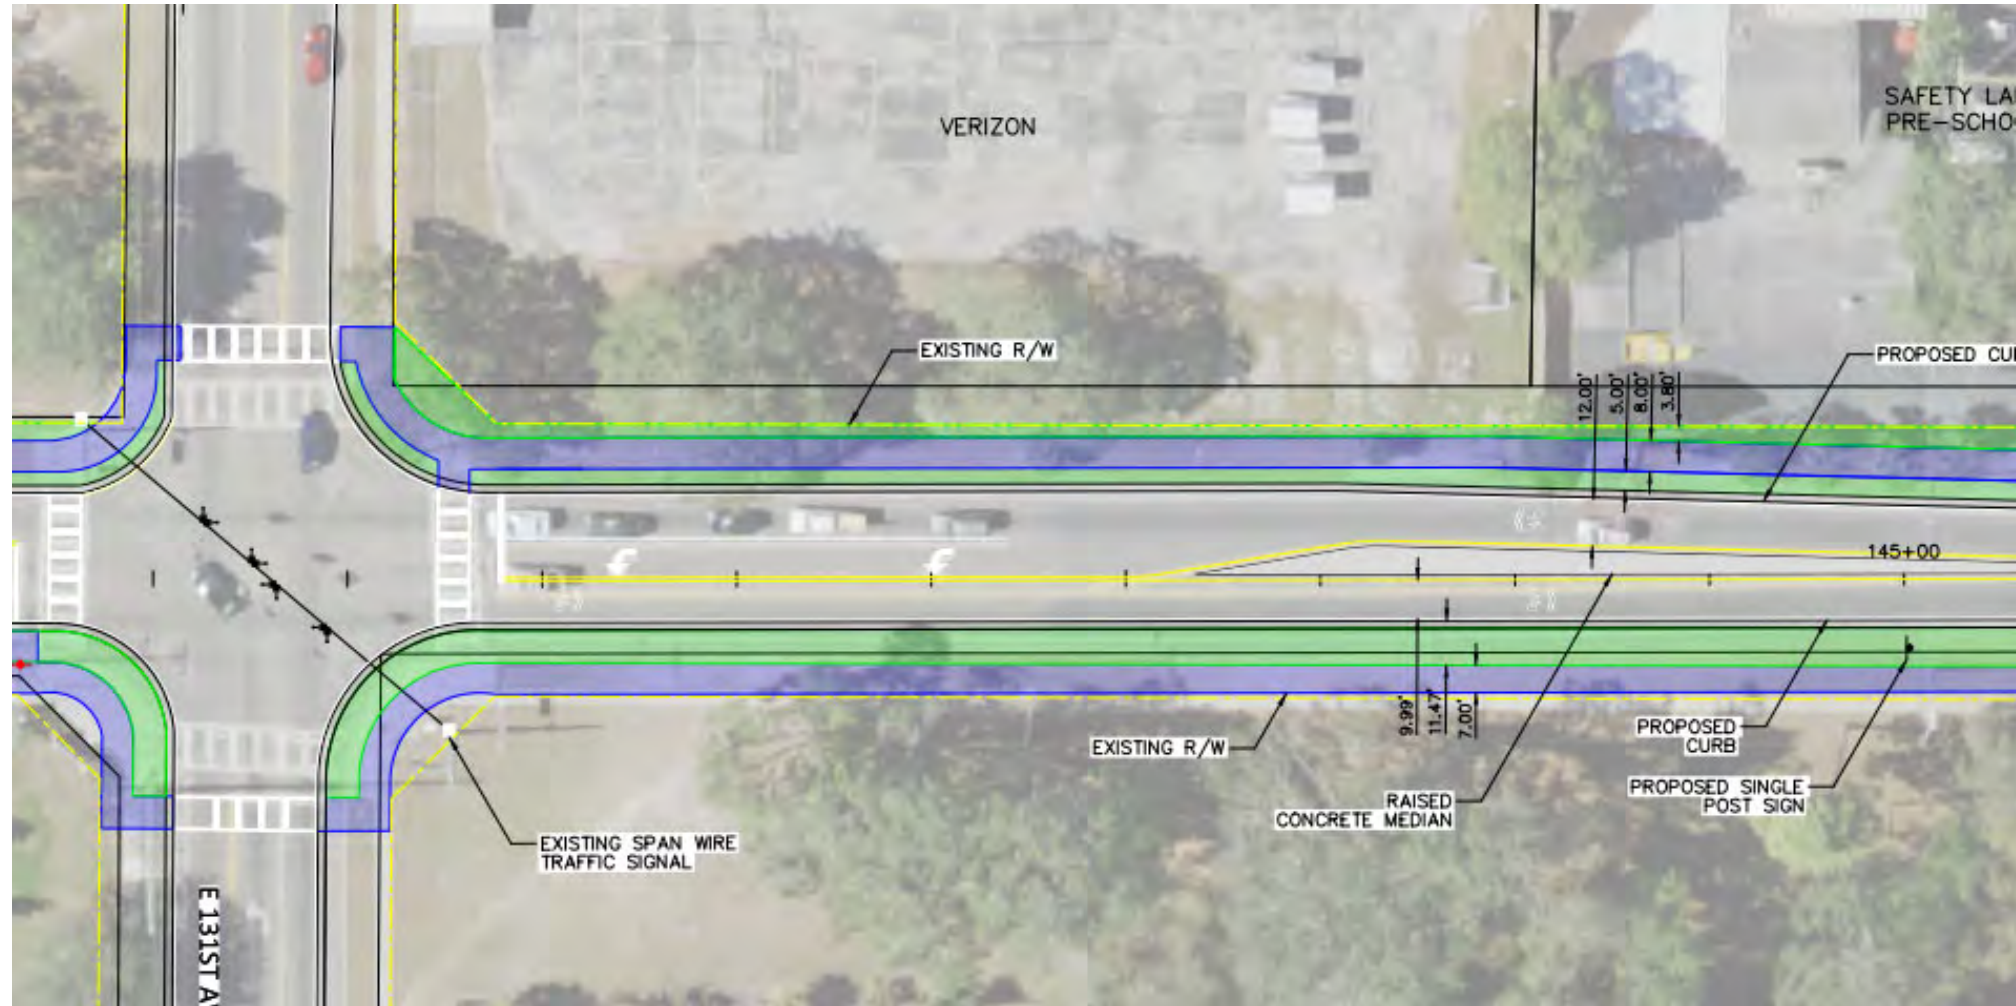 VERIZON
SAFETY LA
PRE-SCHO
EXISTING R/W
PROPOSED CU
12.00'
5.00'
8.00'
3.80'
145+00
9.99'
11.47'
7.00'
EXISTING R/W
PROPOSED
CURB
PROPOSED SINGLE
POST SIGN
RAISED
CONCRETE MEDIAN
EXISTING SPAN WIRE
TRAFFIC SIGNAL
E 131ST A